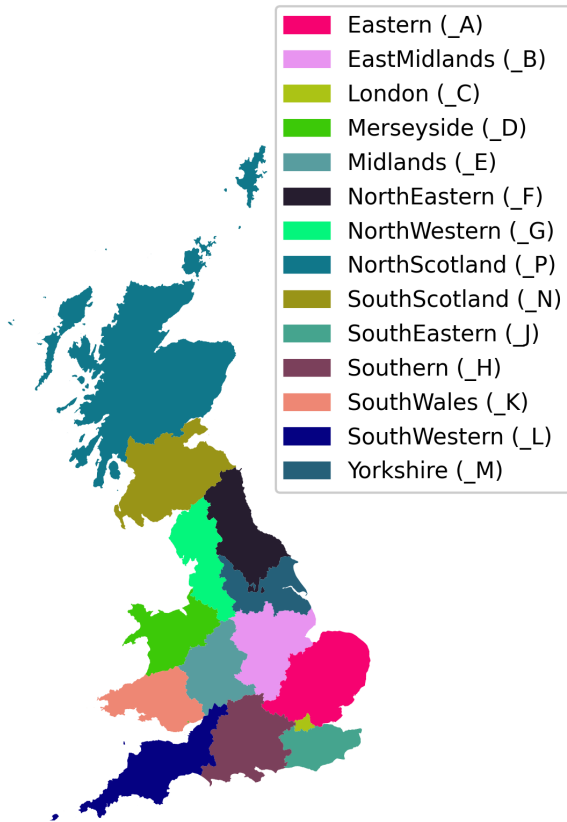 Eastern (_A)
EastMidlands (_B)
London (_C)
Merseyside (_D)
Midlands (_E)
NorthEastern (_F)
NorthWestern (_G)
NorthScotland (_P)
SouthScotland (_N)
SouthEastern (_J)
Southern (_H)
SouthWales (_K)
SouthWestern (_L)
Yorkshire (_M)